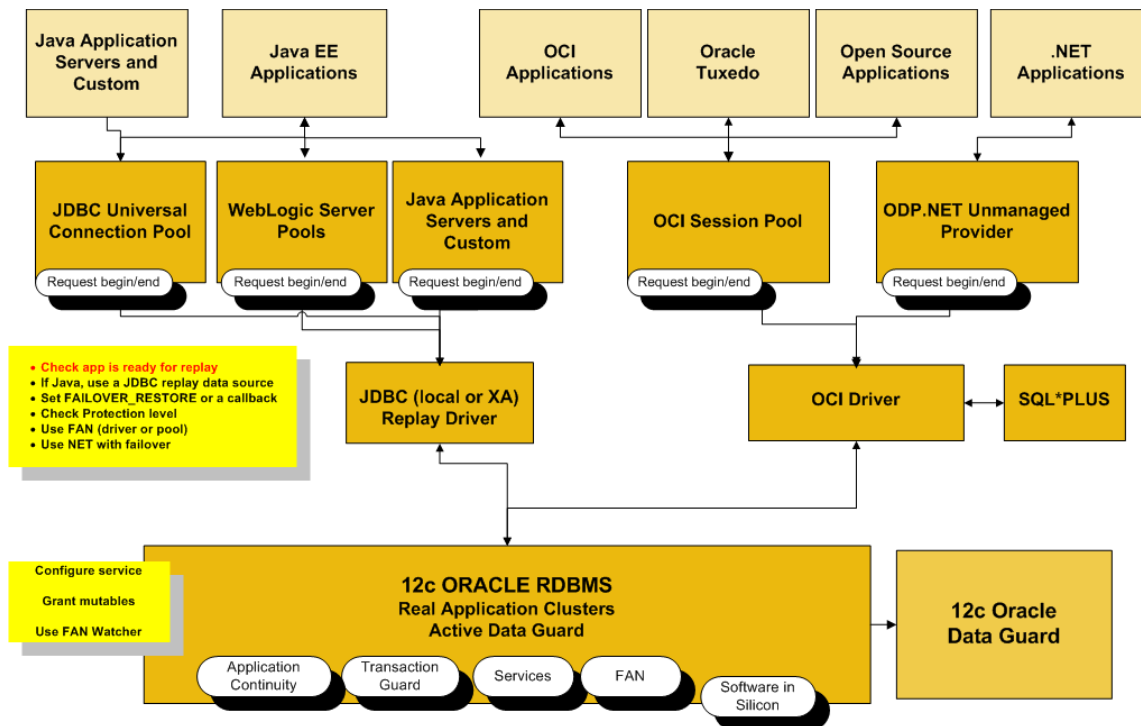 Java Application
Servers and
Custom
Java EE
Applications
OCI
Applications
Oracle
Tuxedo
Open Source
Applications
.NET
Applications
JDBC Universal
Connection Pool
Request begin/end
WebLogic Server
Pools
Request begin/end
Java Application
Servers and
Custom
Request begin/end
OCI Session Pool
Request begin/end
ODP.NET Unmanaged
Provider
Request begin/end
• Check app is ready for replay
• If Java, use a JDBC replay data source
• Set FAILOVER_RESTORE or a callback
• Check Protection level
• Use FAN (driver or pool)
• Use NET with failover
JDBC (local or XA)
Replay Driver
OCI Driver
SQL*PLUS
Configure service
Grant mutables
Use FAN Watcher
12c ORACLE RDBMS
Real Application Clusters
Active Data Guard
Application
Continuity
Transaction
Guard
Services
FAN
Software in
Silicon
12c Oracle
Data Guard